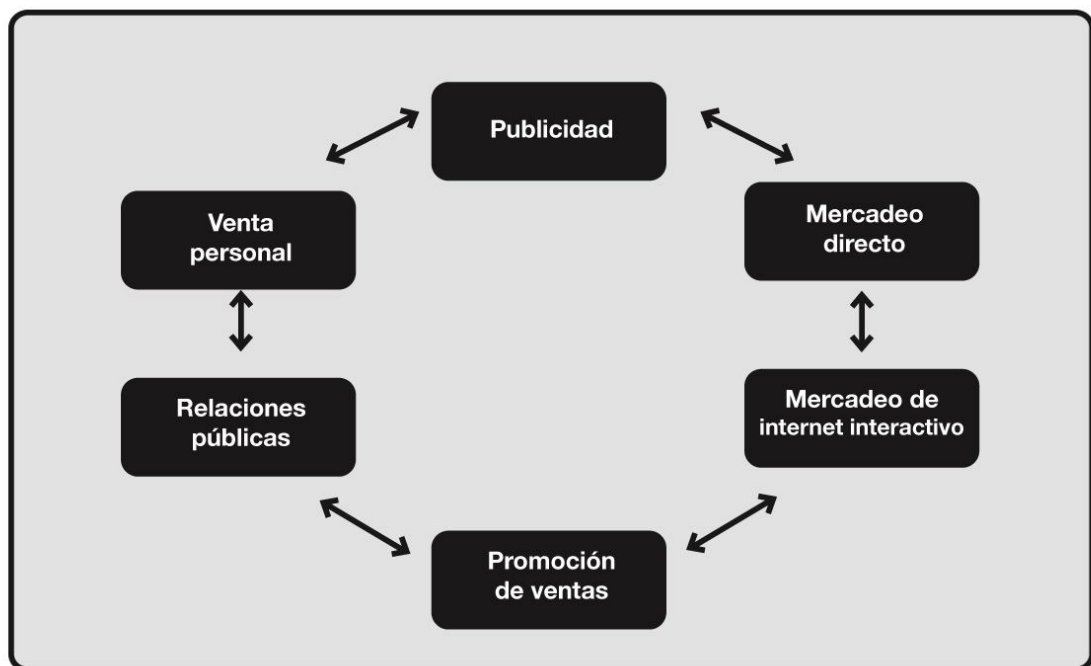 Publicidad
Venta
personal
Mercadeo
directo
Relaciones
públicas
Mercadeo de
internet interactivo
Promoción
de ventas